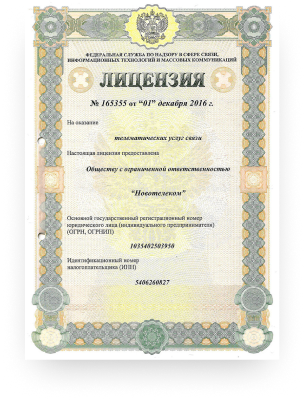 ФЕДЕРАЛЬНАЯ СЛУЖБА ПО НАДЗОРУ В СФЕРЕ СВЯЗИ,
ИНФОРМАЦИОННЫХ ТЕХНОЛОГИЙ И МАССОВЫХ КОММУНИКАЦИЙ
ЛИЦЕНЗИЯ
№ 165355 от “01” декабря 2016 г.
На оказание
телематических услуг связи
Настоящая лицензия предоставлена
Обществу с ограниченной ответственностью
"Новотелеком"
Основной государственный регистрационный номер
юридического лица (индивидуального предпринимателя)
(ОГРН, ОГРНИП)
1035402503950
Идентификационный номер
налогоплательщика (ИНН)
5406260827